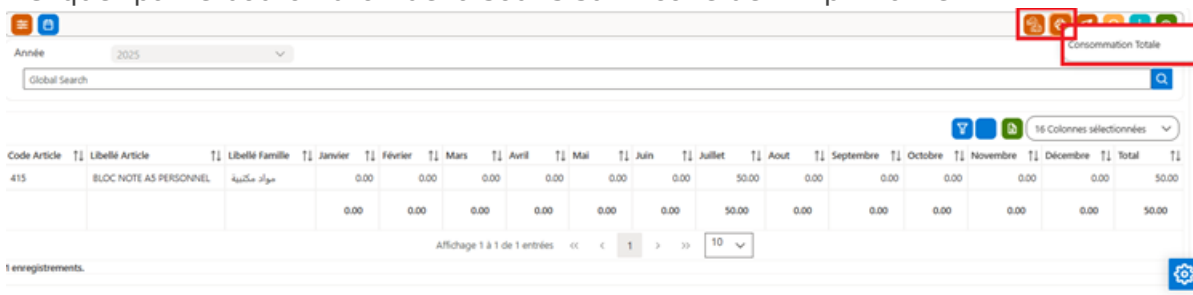 Année 2025
Consommation Totale
Global Search
16 Colonnes sélectionnées
Code Article Libellé Article Libellé Famille Janvier Février Mars Avril Mai Juin Juillet Aout Septembre Octobre Novembre Décembre Total
415 BLOC NOTE A5 PERSONNEL مواد مكتبية 0.00 0.00 0.00 0.00 0.00 0.00 50.00 0.00 0.00 0.00 0.00 0.00 50.00
0.00 0.00 0.00 0.00 0.00 0.00 50.00 0.00 0.00 0.00 0.00 0.00 50.00
Affichage 1 à 1 de 1 entrées << < 1 > >> 10
1 enregistrements.